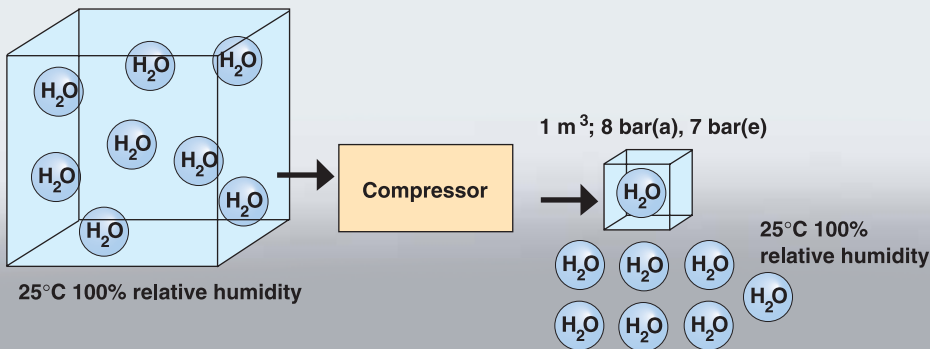 H₂O
H₂O
H₂O
H₂O
H₂O
H₂O
H₂O
H₂O
25°C 100% relative humidity
Compressor
1 m³; 8 bar(a), 7 bar(e)
H₂O
25°C 100%
relative humidity
H₂O
H₂O
H₂O
H₂O
H₂O
H₂O
H₂O